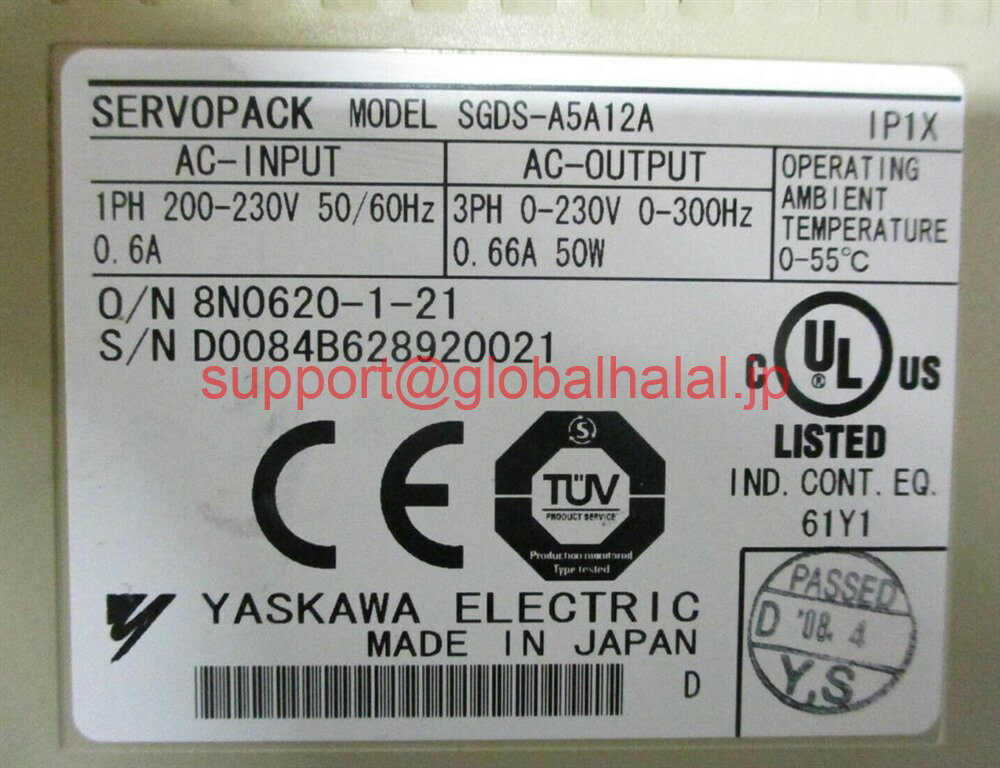 SERVOPACK MODEL SGDS-A5A12A IP1X
AC-INPUT
1PH 200-230V 50/60Hz
0.6A
AC-OUTPUT
3PH 0-230V 0-300Hz
0.66A 50W
OPERATING
AMBIENT
TEMPERATURE
0-55℃
O/N 8N0620-1-21
S/N D0084B628920021
support@globalhalal.jp
C UL ® US
LISTED
IND. CONT. EQ.
61Y1
CE
S
TÜV
PRODUCT SERVICE
Production monitored
Type tested
YASKAWA ELECTRIC
MADE IN JAPAN
D
PASSED
D '08. 4
Y.S